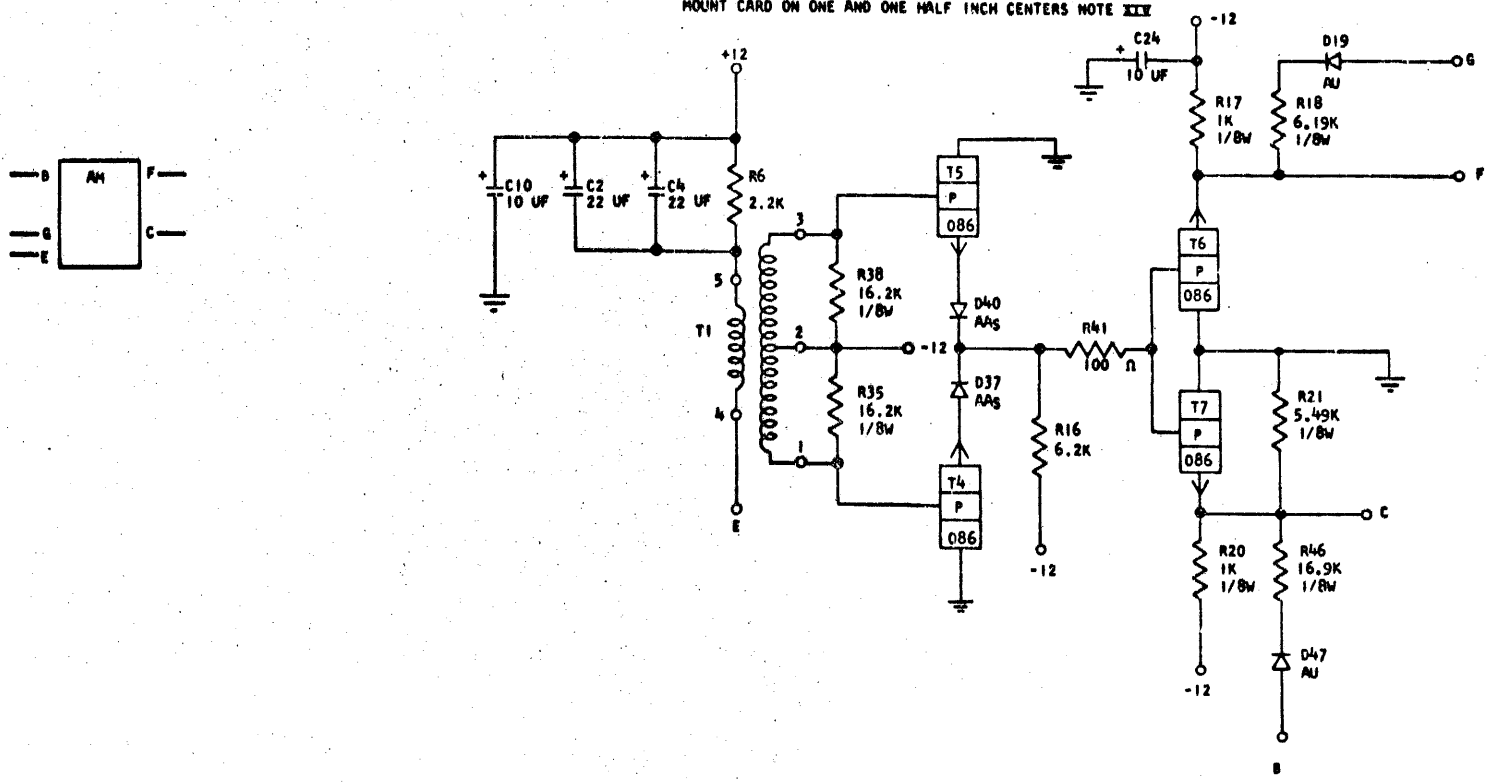 MOUNT CARD ON ONE AND ONE HALF INCH CENTERS NOTE XIV
-12
C24
+
10 UF
D19
AU
G
+12
R17
1K
1/8W
R18
6.19K
1/8W
B
AM
F
G
C
E
+
C10
10 UF
+
C2
22 UF
+
C4
22 UF
R6
2.2K
T5
P
086
F
3
5
T1
4
E
2
1
R38
16.2K
1/8W
-12
R35
16.2K
1/8W
D40
AAS
D37
AAS
T4
P
086
R41
100 Ω
R16
6.2K
-12
T6
P
086
T7
P
086
R21
5.49K
1/8W
C
R20
1K
1/8W
R46
16.9K
1/8W
-12
D47
AU
B